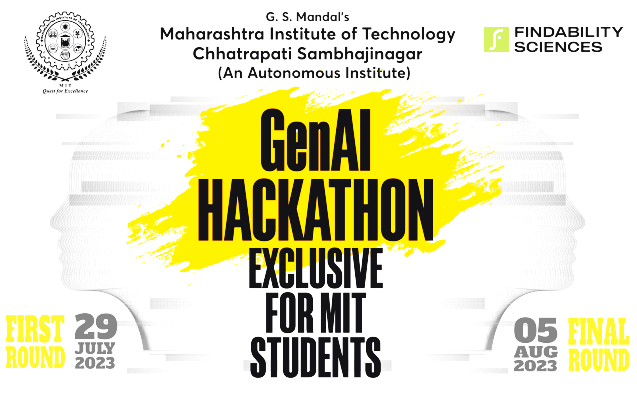 G. S. Mandal's
Maharashtra Institute of Technology
Chhatrapati Sambhajinagar
(An Autonomous Institute)
MIT
Quest for Excellence
FINDABILITY
SCIENCES
GenAI
HACKATHON
EXCLUSIVE
FOR MIT
STUDENTS
FIRST
ROUND
29
JULY
2023
05
AUG
2023
FINAL
ROUND